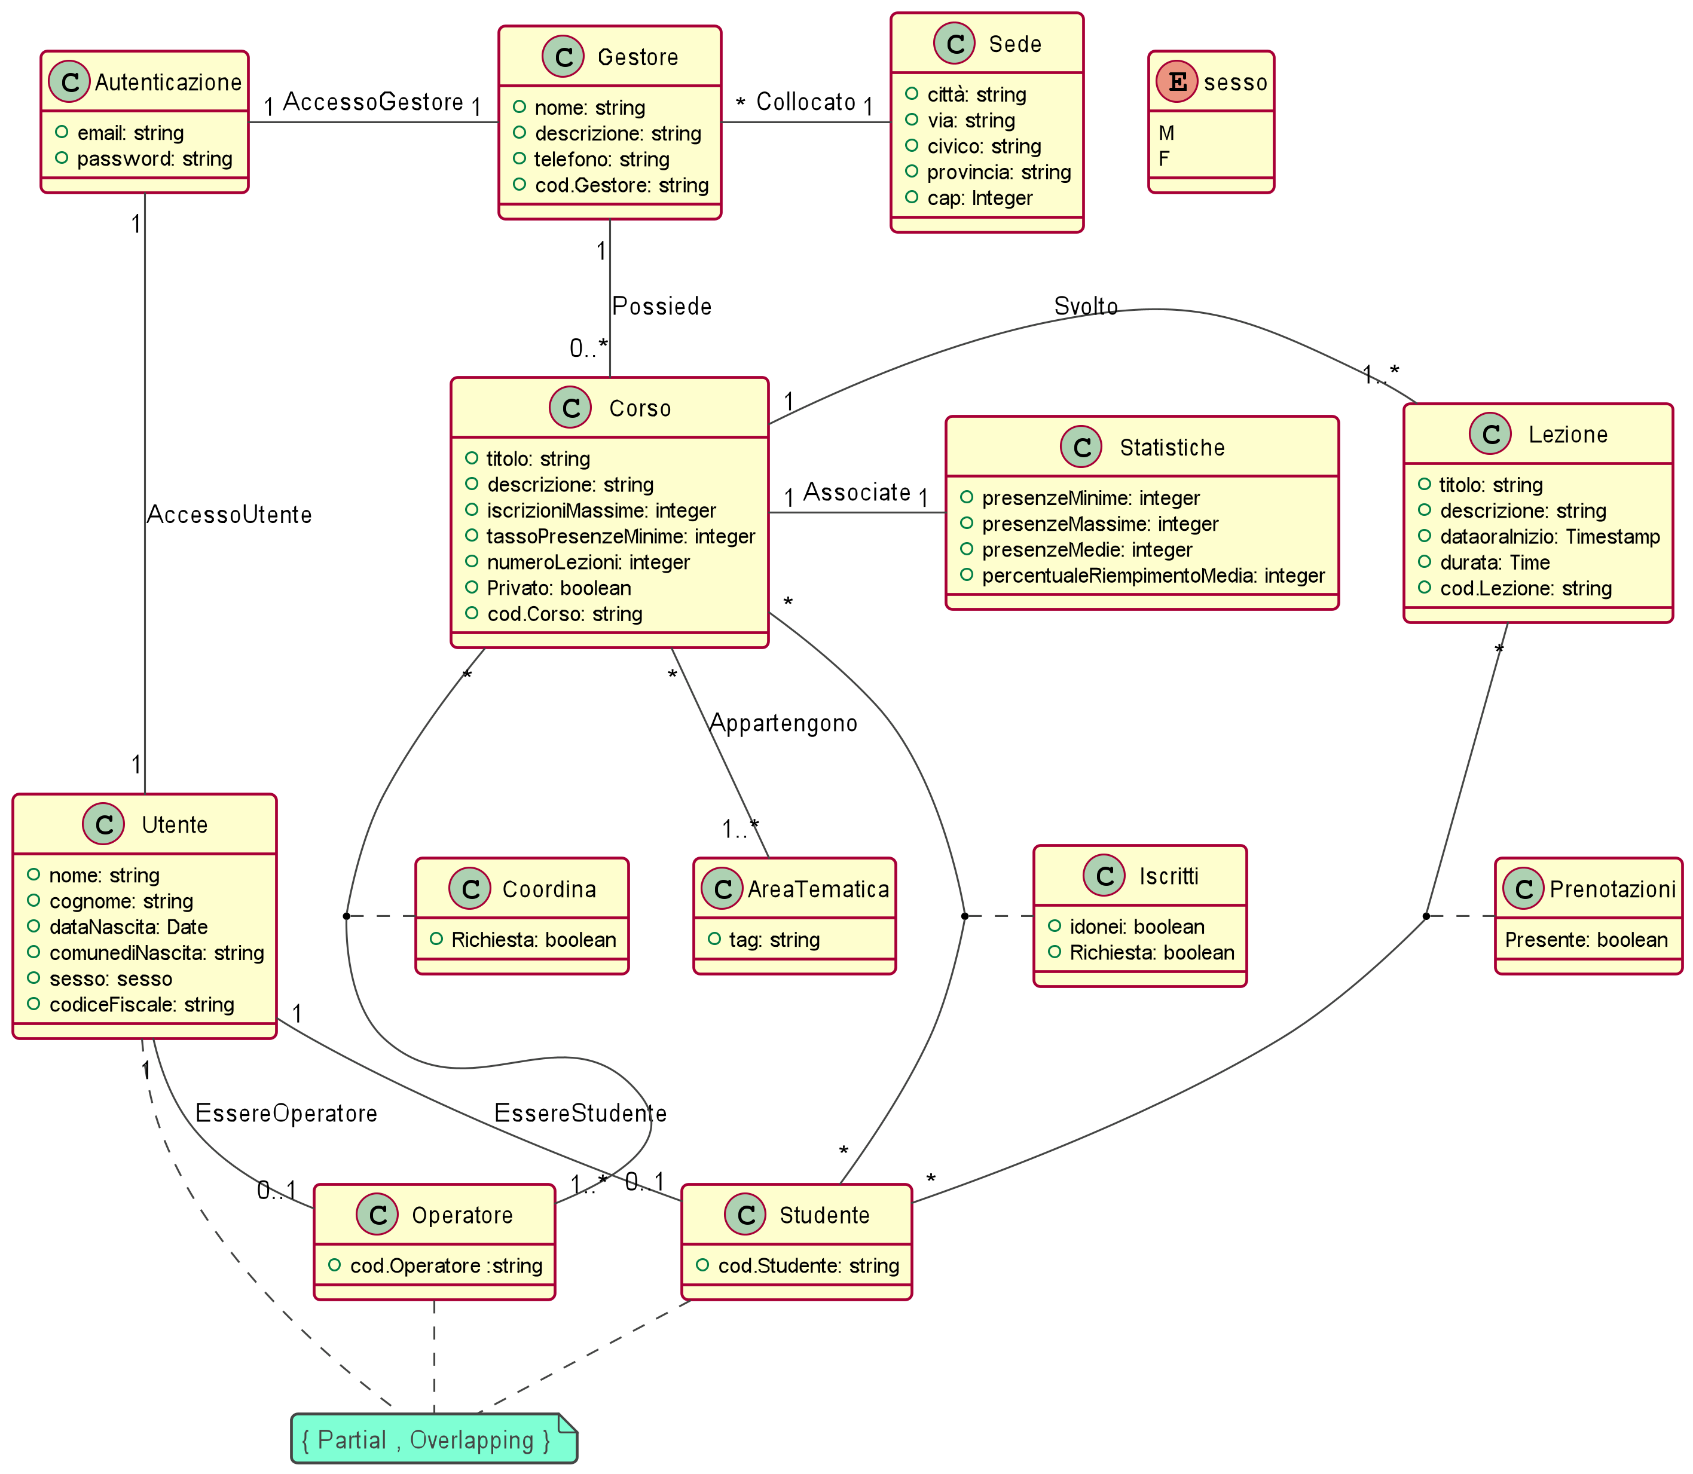 C Autenticazione
email: string
password: string
1 AccessoGestore 1
C Gestore
nome: string
descrizione: string
telefono: string
cod.Gestore: string
* Collocato 1
C Sede
città: string
via: string
civico: string
provincia: string
cap: Integer
E sesso
M
F
1
AccessoUtente
1
1
Possiede
0..*
C Corso
titolo: string
descrizione: string
iscrizioniMassime: integer
tassoPresenzeMinime: integer
numeroLezioni: integer
Privato: boolean
cod.Corso: string
1
Svolto
1..*
1 Associate 1
C Statistiche
presenzeMinime: integer
presenzeMassime: integer
presenzeMedie: integer
percentualeRiempimentoMedia: integer
C Lezione
titolo: string
descrizione: string
dataoraInizio: Timestamp
durata: Time
cod.Lezione: string
*
*
*
*
Appartengono
1..*
C Utente
nome: string
cognome: string
dataNascita: Date
comunediNascita: string
sesso: sesso
codiceFiscale: string
C Coordina
Richiesta: boolean
C AreaTematica
tag: string
C Iscritti
idonei: boolean
Richiesta: boolean
C Prenotazioni
Presente: boolean
1
1
EssereOperatore
EssereStudente
0..1
1..*
0..1
*
*
C Operatore
cod.Operatore :string
C Studente
cod.Studente: string
{ Partial , Overlapping }